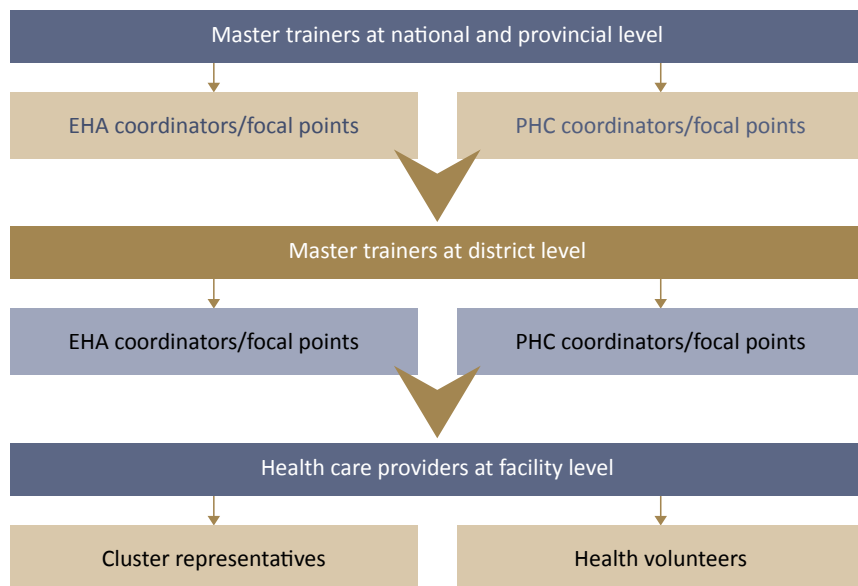 Master trainers at national and provincial level
EHA coordinators/focal points
PHC coordinators/focal points
Master trainers at district level
EHA coordinators/focal points
PHC coordinators/focal points
Health care providers at facility level
Cluster representatives
Health volunteers